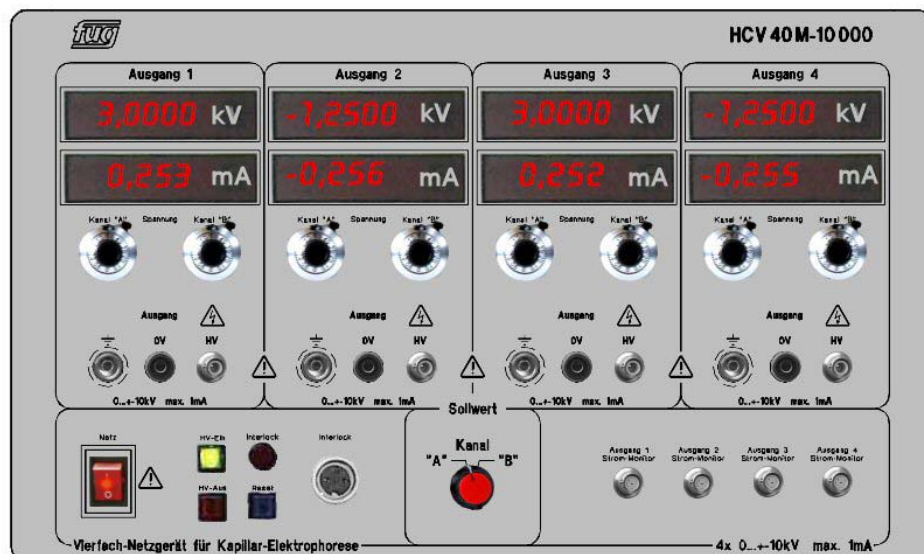 fug
HCV 40 M-10 000
Ausgang 1
3,0000 kV
0,253 mA
Kanal "A" Spannung Kanal "B"
Ausgang
0V HV
0...+-10kV max. 1mA
Ausgang 2
-1,2500 kV
-0,256 mA
Kanal "A" Spannung Kanal "B"
Ausgang
0V HV
0...+-10kV max. 1mA
Ausgang 3
3,0000 kV
0,252 mA
Kanal "A" Spannung Kanal "B"
Ausgang
0V HV
0...+-10kV max. 1mA
Ausgang 4
-1,2500 kV
-0,255 mA
Kanal "A" Spannung Kanal "B"
Ausgang
0V HV
0...+-10kV max. 1mA
Netz
HV-Ein
Interlock
HV-Aus
Reset
Interlock
Sollwert
Kanal
"A" "B"
Ausgang 1
Strom-Monitor
Ausgang 2
Strom-Monitor
Ausgang 3
Strom-Monitor
Ausgang 4
Strom-Monitor
Vierfach-Netzgerät für Kapillar-Elektrophorese
4x 0...+-10kV max. 1mA